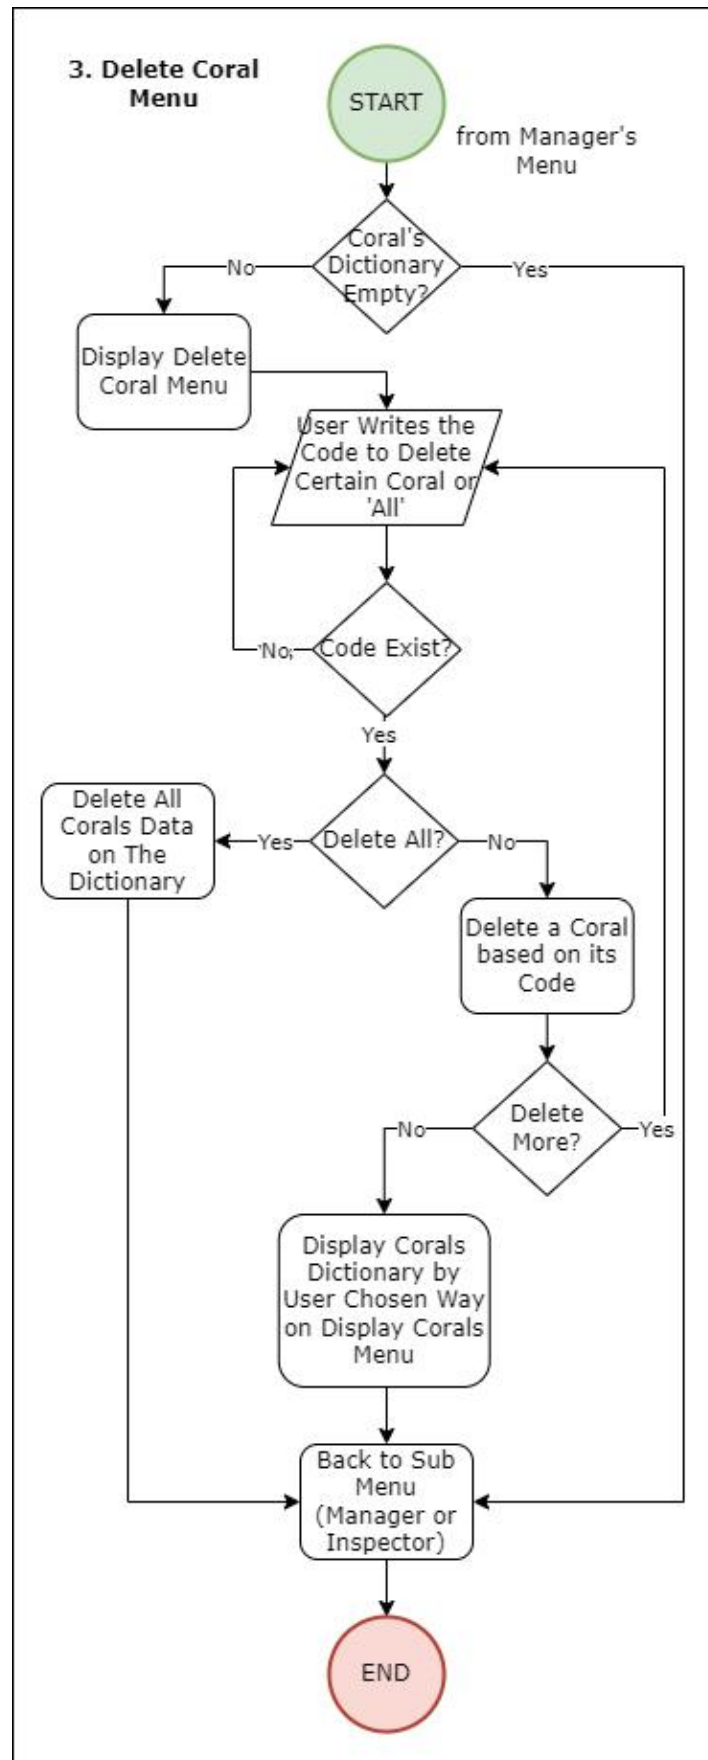 3. Delete Coral
Menu
START
from Manager's
Menu
Coral's
Dictionary
Empty?
No
Yes
Display Delete
Coral Menu
User Writes the
Code to Delete
Certain Coral or
'All'
Code Exist?
No
Yes
Delete All?
Yes
No
Delete All
Corals Data
on The
Dictionary
Delete a Coral
based on its
Code
Delete
More?
No
Yes
Display Corals
Dictionary by
User Chosen Way
on Display Corals
Menu
Back to Sub
Menu
(Manager or
Inspector)
END